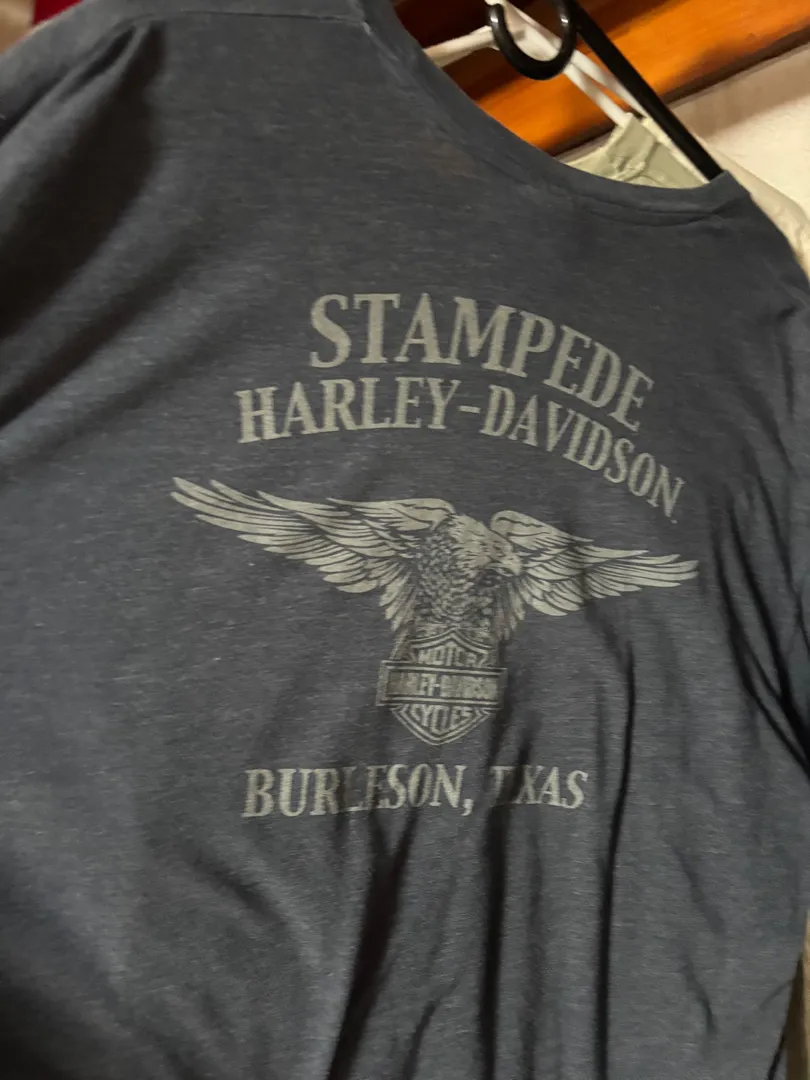 STAMPEDE
HARLEY-DAVIDSON
MOTOR
HARLEY-DAVIDSON
CYCLES
BURLESON, TEXAS